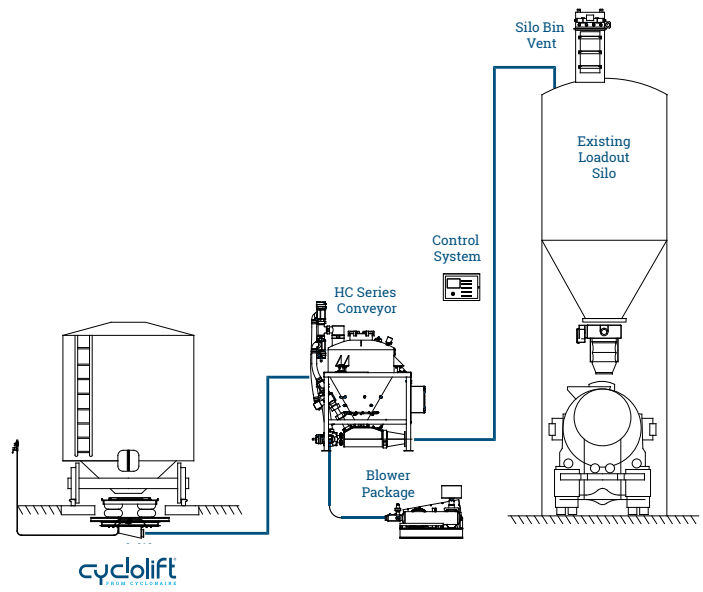 Silo Bin
Vent
Existing
Loadout
Silo
Control
System
HC Series
Conveyor
Blower
Package
cyclolift
FROM CYCLONAIRE